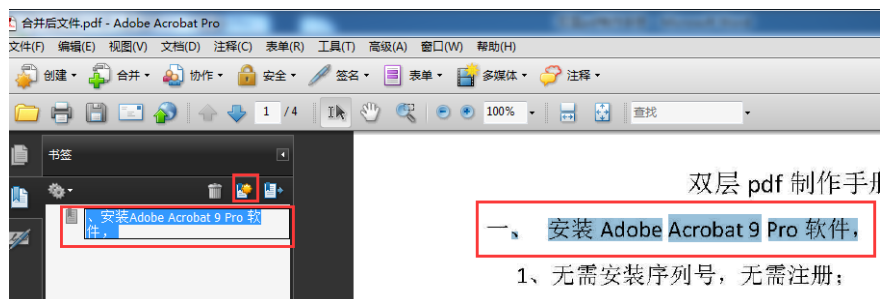 合并后文件.pdf - Adobe Acrobat Pro
文件(F) 编辑(E) 视图(V) 文档(D) 注释(C) 表单(R) 工具(T) 高级(A) 窗口(W) 帮助(H)
创建 合并 协作 安全 签名 表单 多媒体 注释
1 / 4 100% 查找
书签
、安装Adobe Acrobat 9 Pro 软
件，
双层 pdf 制作手册
一、 安装 Adobe Acrobat 9 Pro 软件，
1、无需安装序列号，无需注册；